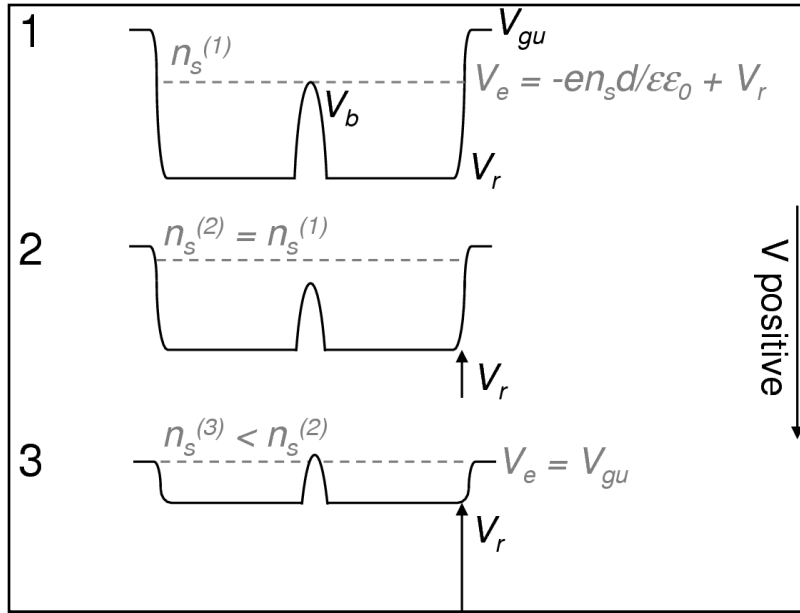 1
V_gu
n_s^(1)
V_e = -en_sd/εε_0 + V_r
V_b
V_r
2
n_s^(2) = n_s^(1)
V_r
V positive
3
n_s^(3) < n_s^(2)
V_e = V_gu
V_r